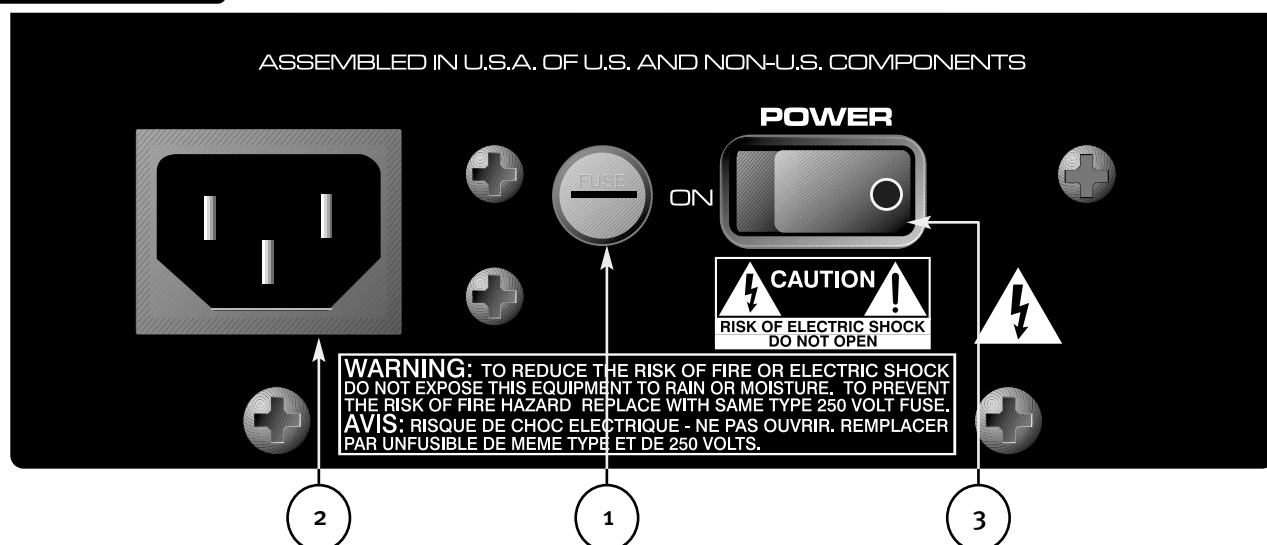 ASSEMBLED IN U.S.A. OF U.S. AND NON-U.S. COMPONENTS
POWER
FUSE
ON
CAUTION
RISK OF ELECTRIC SHOCK
DO NOT OPEN
WARNING: TO REDUCE THE RISK OF FIRE OR ELECTRIC SHOCK
DO NOT EXPOSE THIS EQUIPMENT TO RAIN OR MOISTURE. TO PREVENT
THE RISK OF FIRE HAZARD REPLACE WITH SAME TYPE 250 VOLT FUSE.
AVIS: RISQUE DE CHOC ELECTRIQUE - NE PAS OUVRIR. REMPLACER
PAR UNFUSIBLE DE MEME TYPE ET DE 250 VOLTS.
2
1
3